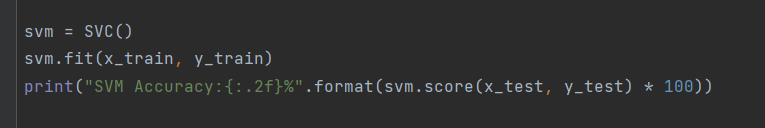 svm = SVC()
svm.fit(x_train, y_train)
print("SVM Accuracy:{:.2f}%".format(svm.score(x_test, y_test) * 100))